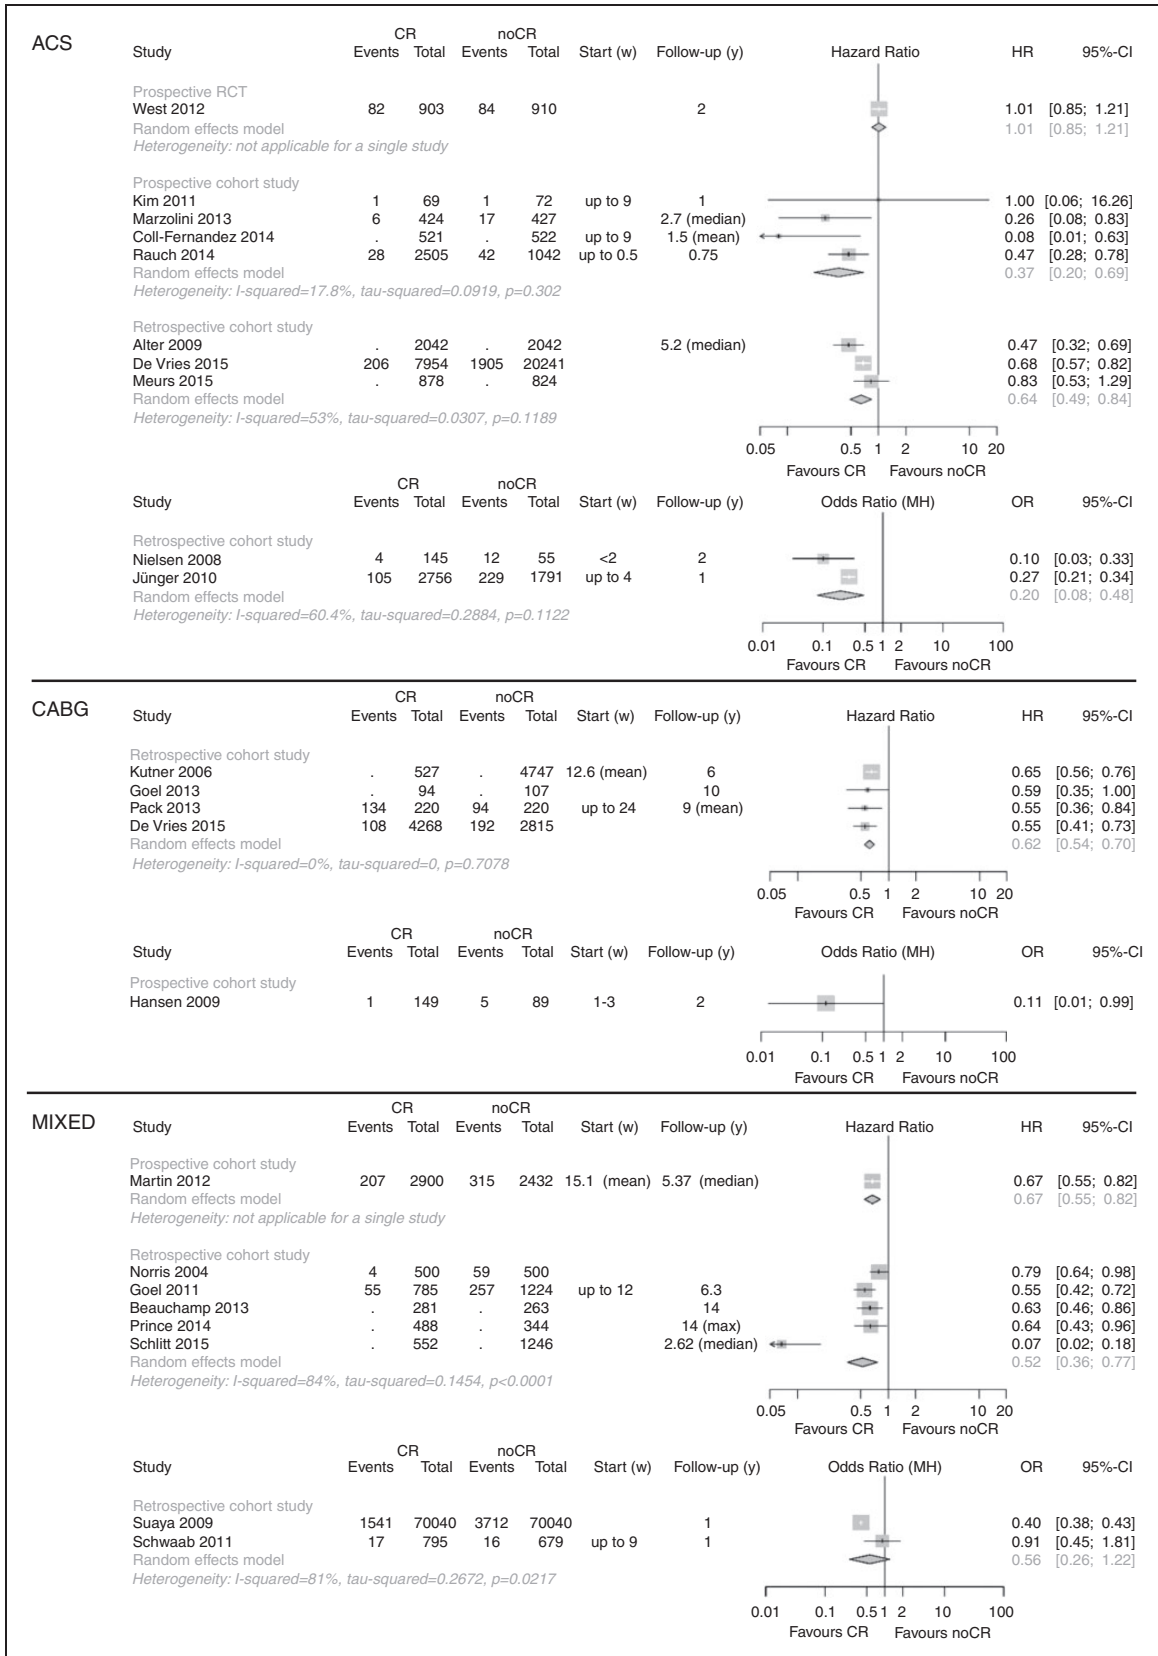 ACS
CR noCR
Study Events Total Events Total Start (w) Follow-up (y) Hazard Ratio HR 95%-CI
Prospective RCT
West 2012 82 903 84 910 2 1.01 [0.85; 1.21]
Random effects model 1.01 [0.85; 1.21]
Heterogeneity: not applicable for a single study
Prospective cohort study
Kim 2011 1 69 1 72 up to 9 1 1.00 [0.06; 16.26]
Marzolini 2013 6 424 17 427 2.7 (median) 0.26 [0.08; 0.83]
Coll-Fernandez 2014 . 521 . 522 up to 9 1.5 (mean) 0.08 [0.01; 0.63]
Rauch 2014 28 2505 42 1042 up to 0.5 0.75 0.47 [0.28; 0.78]
Random effects model 0.37 [0.20; 0.69]
Heterogeneity: I-squared=17.8%, tau-squared=0.0919, p=0.302
Retrospective cohort study
Alter 2009 . 2042 . 2042 5.2 (median) 0.47 [0.32; 0.69]
De Vries 2015 206 7954 1905 20241 0.68 [0.57; 0.82]
Meurs 2015 . 878 . 824 0.83 [0.53; 1.29]
Random effects model 0.64 [0.49; 0.84]
Heterogeneity: I-squared=53%, tau-squared=0.0307, p=0.1189
0.05 0.5 1 2 10 20
Favours CR Favours noCR
CR noCR
Study Events Total Events Total Start (w) Follow-up (y) Odds Ratio (MH) OR 95%-CI
Retrospective cohort study
Nielsen 2008 4 145 12 55 <2 2 0.10 [0.03; 0.33]
Jünger 2010 105 2756 229 1791 up to 4 1 0.27 [0.21; 0.34]
Random effects model 0.20 [0.08; 0.48]
Heterogeneity: I-squared=60.4%, tau-squared=0.2884, p=0.1122
0.01 0.1 0.5 1 2 10 100
Favours CR Favours noCR
CABG
CR noCR
Study Events Total Events Total Start (w) Follow-up (y) Hazard Ratio HR 95%-CI
Retrospective cohort study
Kutner 2006 . 527 . 4747 12.6 (mean) 6 0.65 [0.56; 0.76]
Goel 2013 . 94 . 107 10 0.59 [0.35; 1.00]
Pack 2013 134 220 94 220 up to 24 9 (mean) 0.55 [0.36; 0.84]
De Vries 2015 108 4268 192 2815 0.55 [0.41; 0.73]
Random effects model 0.62 [0.54; 0.70]
Heterogeneity: I-squared=0%, tau-squared=0, p=0.7078
0.05 0.5 1 2 10 20
Favours CR Favours noCR
CR noCR
Study Events Total Events Total Start (w) Follow-up (y) Odds Ratio (MH) OR 95%-CI
Prospective cohort study
Hansen 2009 1 149 5 89 1-3 2 0.11 [0.01; 0.99]
0.01 0.1 0.5 1 2 10 100
Favours CR Favours noCR
MIXED
CR noCR
Study Events Total Events Total Start (w) Follow-up (y) Hazard Ratio HR 95%-CI
Prospective cohort study
Martin 2012 207 2900 315 2432 15.1 (mean) 5.37 (median) 0.67 [0.55; 0.82]
Random effects model 0.67 [0.55; 0.82]
Heterogeneity: not applicable for a single study
Retrospective cohort study
Norris 2004 4 500 59 500 0.79 [0.64; 0.98]
Goel 2011 55 785 257 1224 up to 12 6.3 0.55 [0.42; 0.72]
Beauchamp 2013 . 281 . 263 14 0.63 [0.46; 0.86]
Prince 2014 . 488 . 344 14 (max) 0.64 [0.43; 0.96]
Schlitt 2015 . 552 . 1246 2.62 (median) 0.07 [0.02; 0.18]
Random effects model 0.52 [0.36; 0.77]
Heterogeneity: I-squared=84%, tau-squared=0.1454, p<0.0001
0.05 0.5 1 2 10 20
Favours CR Favours noCR
CR noCR
Study Events Total Events Total Start (w) Follow-up (y) Odds Ratio (MH) OR 95%-CI
Retrospective cohort study
Suaya 2009 1541 70040 3712 70040 1 0.40 [0.38; 0.43]
Schwaab 2011 17 795 16 679 up to 9 1 0.91 [0.45; 1.81]
Random effects model 0.56 [0.26; 1.22]
Heterogeneity: I-squared=81%, tau-squared=0.2672, p=0.0217
0.01 0.1 0.5 1 2 10 100
Favours CR Favours noCR